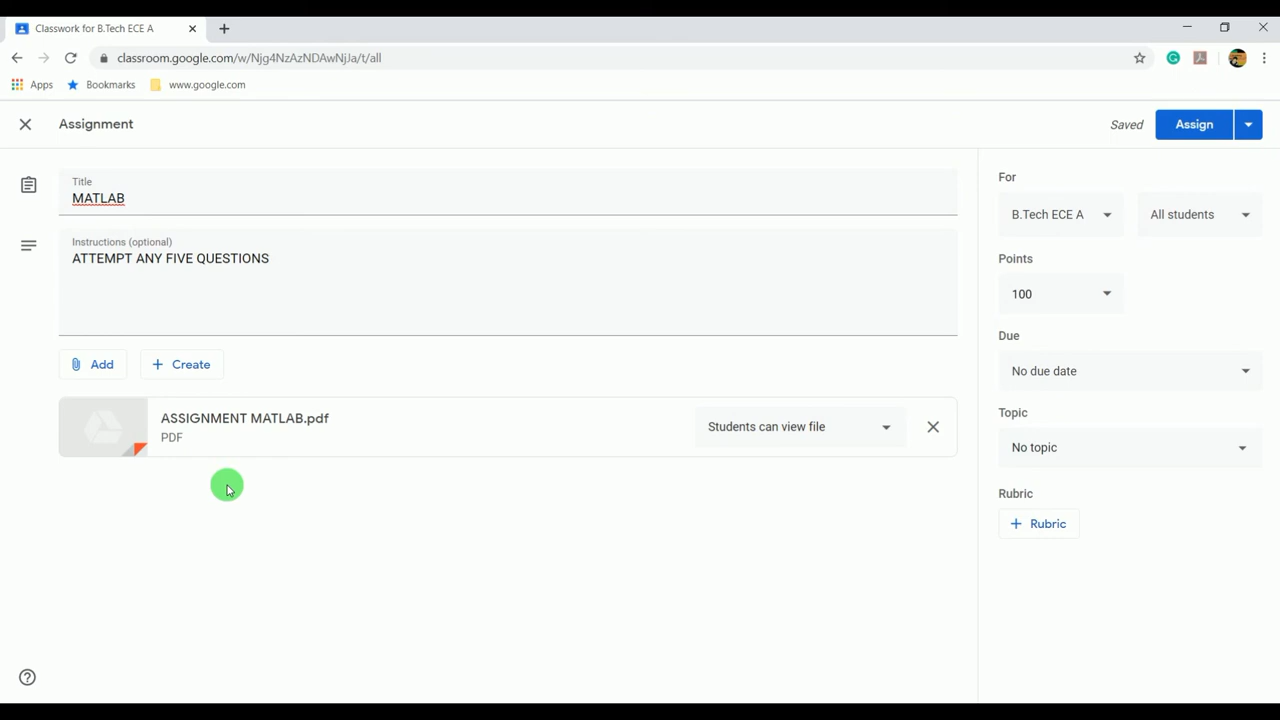 Classwork for B.Tech ECE A
classroom.google.com/w/Njg4NzAzNDAwNjJa/t/all
Apps Bookmarks www.google.com
Assignment Saved Assign
Title
MATLAB
Instructions (optional)
ATTEMPT ANY FIVE QUESTIONS
Add Create
ASSIGNMENT MATLAB.pdf
PDF
Students can view file
For
B.Tech ECE A All students
Points
100
Due
No due date
Topic
No topic
Rubric
Rubric